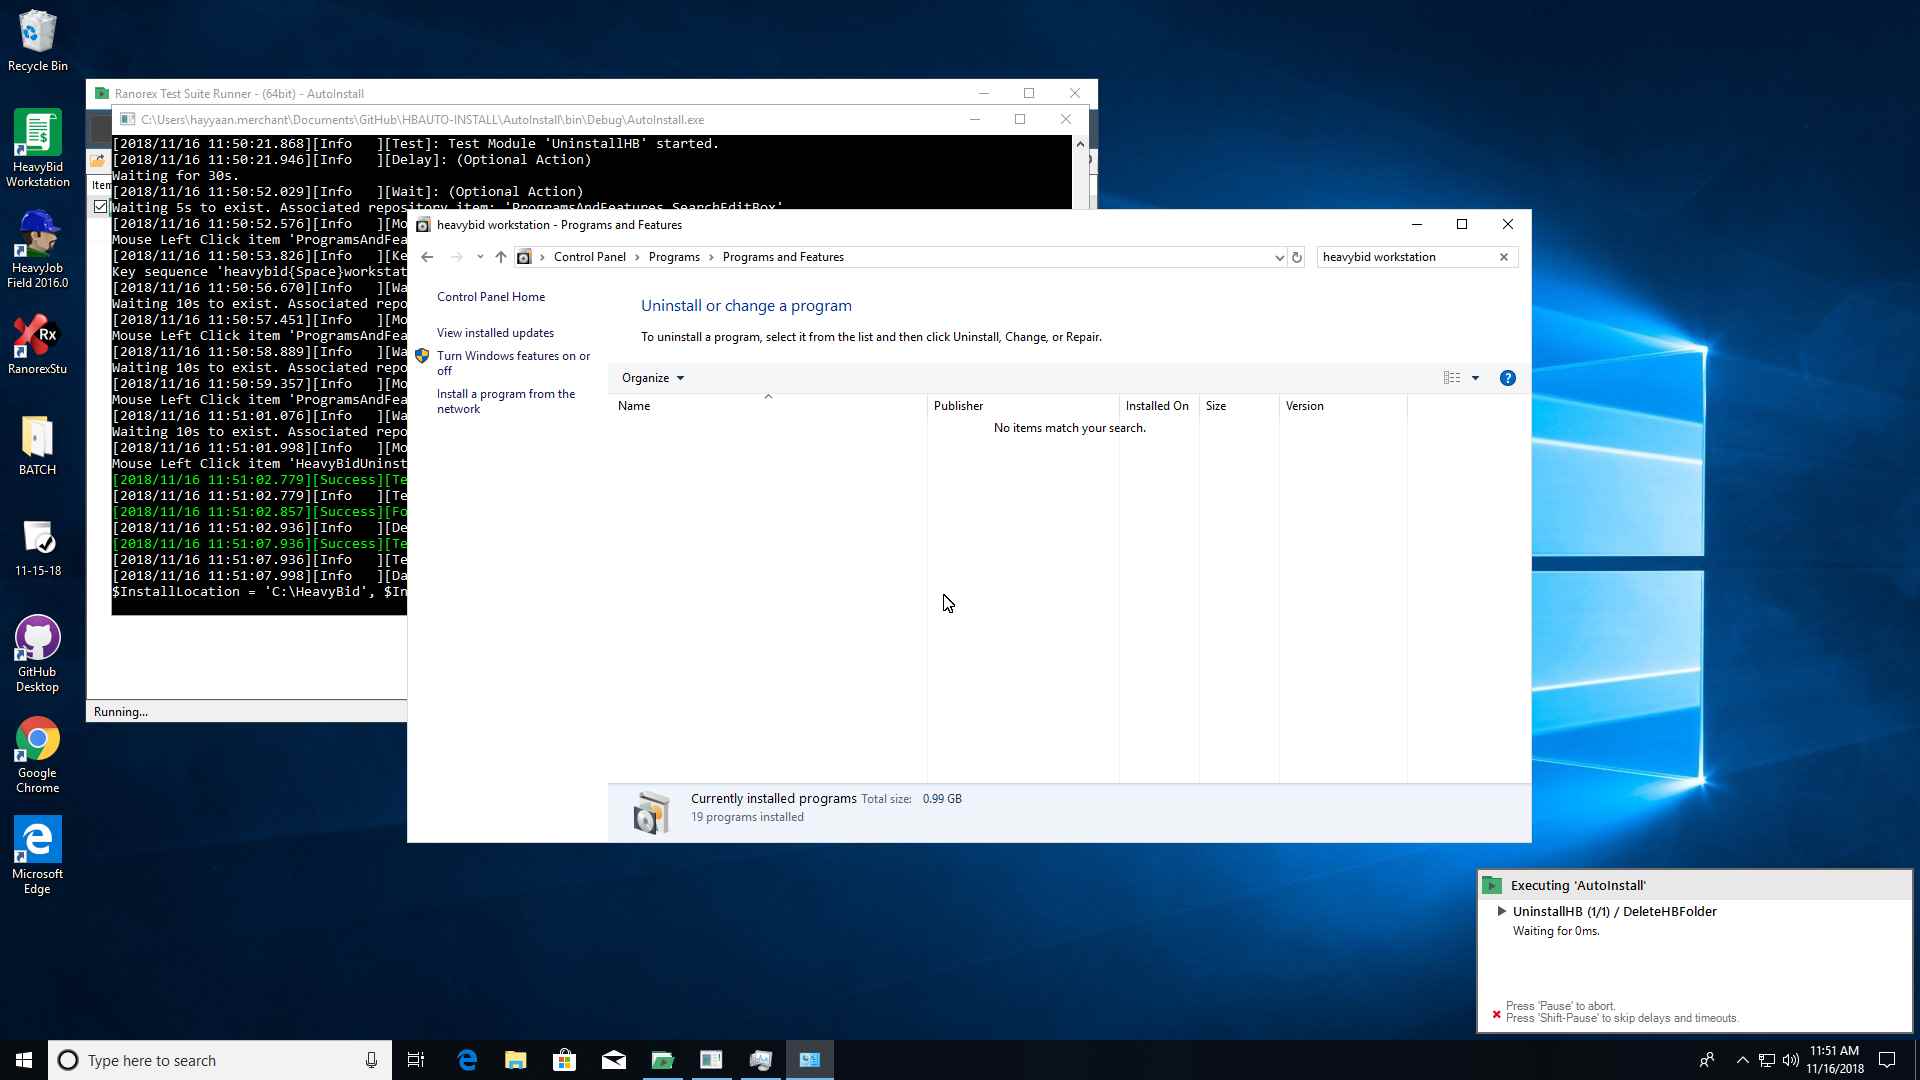 Recycle Bin
HeavyBid
Workstation
HeavyJob
Field 2016.0
RanorexStu
BATCH
11-15-18
GitHub
Desktop
Google
Chrome
Microsoft
Edge
Ranorex Test Suite Runner - (64bit) - AutoInstall
C:\Users\hayyaan.merchant\Documents\GitHub\HBAUTO-INSTALL\AutoInstall\bin\Debug\AutoInstall.exe
Item
[2018/11/16 11:50:21.868][Info   ][Test]: Test Module 'UninstallHB' started.
[2018/11/16 11:50:21.946][Info   ][Delay]: (Optional Action)
Waiting for 30s.
[2018/11/16 11:50:52.029][Info   ][Wait]: (Optional Action)
Waiting 5s to exist. Associated repository item: 'ProgramsAndFeatures.SearchEditBox'
[2018/11/16 11:50:52.576][Info   ][Mo
Mouse Left Click item 'ProgramsAndFea
[2018/11/16 11:50:53.826][Info   ][Ke
Key sequence 'heavybid{Space}workstat
[2018/11/16 11:50:56.670][Info   ][Wa
Waiting 10s to exist. Associated repo
[2018/11/16 11:50:57.451][Info   ][Mo
Mouse Left Click item 'ProgramsAndFea
[2018/11/16 11:50:58.889][Info   ][Wa
Waiting 10s to exist. Associated repo
[2018/11/16 11:50:59.357][Info   ][Mo
Mouse Left Click item 'ProgramsAndFea
[2018/11/16 11:51:01.076][Info   ][Wa
Waiting 10s to exist. Associated repo
[2018/11/16 11:51:01.998][Info   ][Mo
Mouse Left Click item 'HeavyBidUninst
[2018/11/16 11:51:02.779][Success][Te
[2018/11/16 11:51:02.779][Info   ][Te
[2018/11/16 11:51:02.857][Success][Fo
[2018/11/16 11:51:02.936][Info   ][De
[2018/11/16 11:51:07.936][Success][Te
[2018/11/16 11:51:07.936][Info   ][Te
[2018/11/16 11:51:07.998][Info   ][Da
$InstallLocation = 'C:\HeavyBid', $In
Running...
heavybid workstation - Programs and Features
Control Panel > Programs > Programs and Features
heavybid workstation
Control Panel Home
View installed updates
Turn Windows features on or
off
Install a program from the
network
Uninstall or change a program
To uninstall a program, select it from the list and then click Uninstall, Change, or Repair.
Organize
Name Publisher Installed On Size Version
No items match your search.
Currently installed programs Total size: 0.99 GB
19 programs installed
Executing 'AutoInstall'
UninstallHB (1/1) / DeleteHBFolder
Waiting for 0ms.
Press 'Pause' to abort.
Press 'Shift-Pause' to skip delays and timeouts.
Type here to search
11:51 AM
11/16/2018